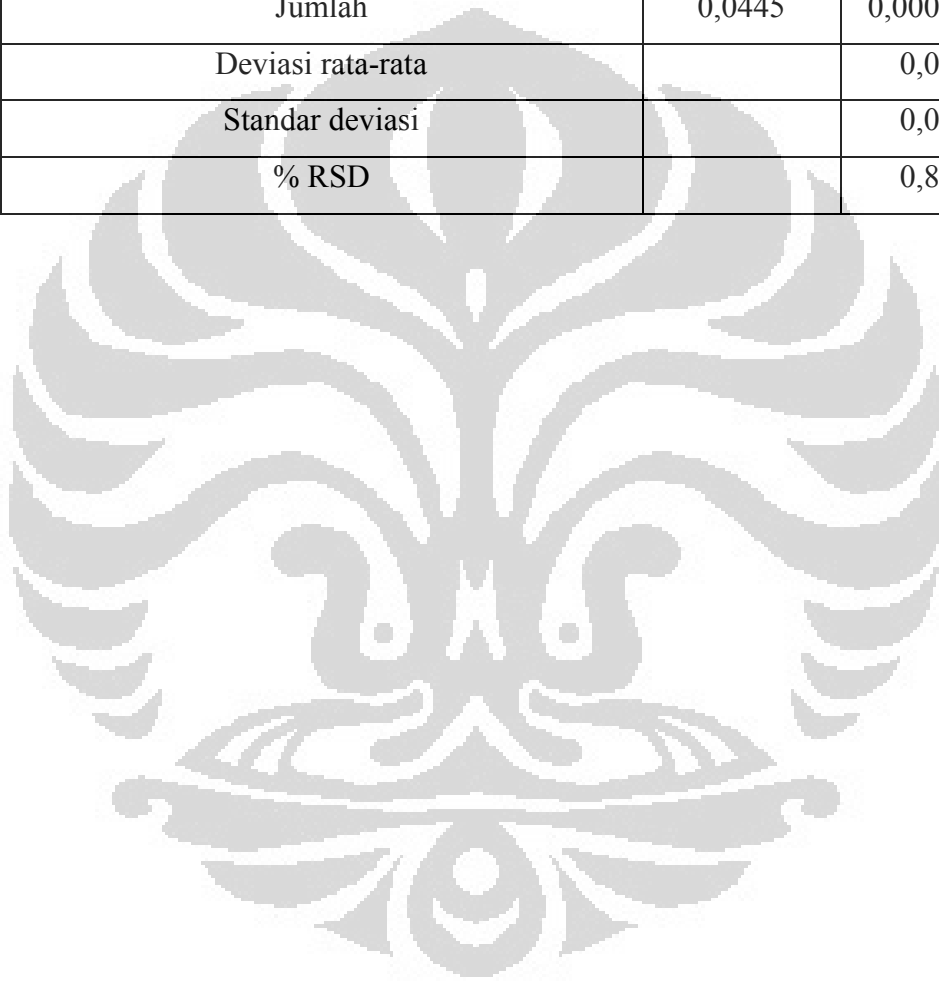 Jumlah 0,0445 0,000
Deviasi rata-rata 0,0
Standar deviasi 0,0
% RSD 0,8